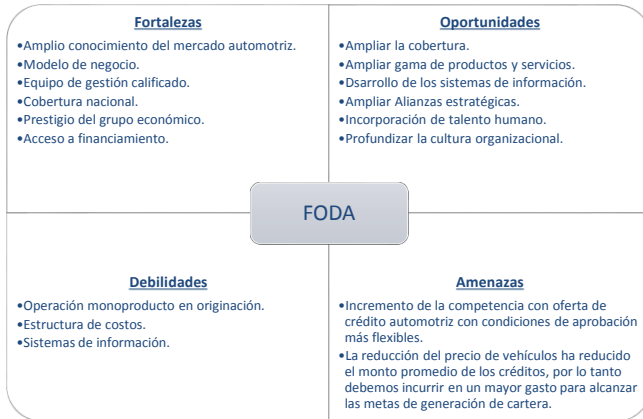 Fortalezas
•Amplio conocimiento del mercado automotriz.
•Modelo de negocio.
•Equipo de gestión calificado.
•Cobertura nacional.
•Prestigio del grupo económico.
•Acceso a financiamiento.
Oportunidades
•Ampliar la cobertura.
•Ampliar gama de productos y servicios.
•Dsarrollo de los sistemas de información.
•Ampliar Alianzas estratégicas.
•Incorporación de talento humano.
•Profundizar la cultura organizacional.
FODA
Debilidades
•Operación monoproducto en originación.
•Estructura de costos.
•Sistemas de información.
Amenazas
•Incremento de la competencia con oferta de
crédito automotriz con condiciones de aprobación
más flexibles.
•La reducción del precio de vehículos ha reducido
el monto promedio de los créditos, por lo tanto
debemos incurrir en un mayor gasto para alcanzar
las metas de generación de cartera.